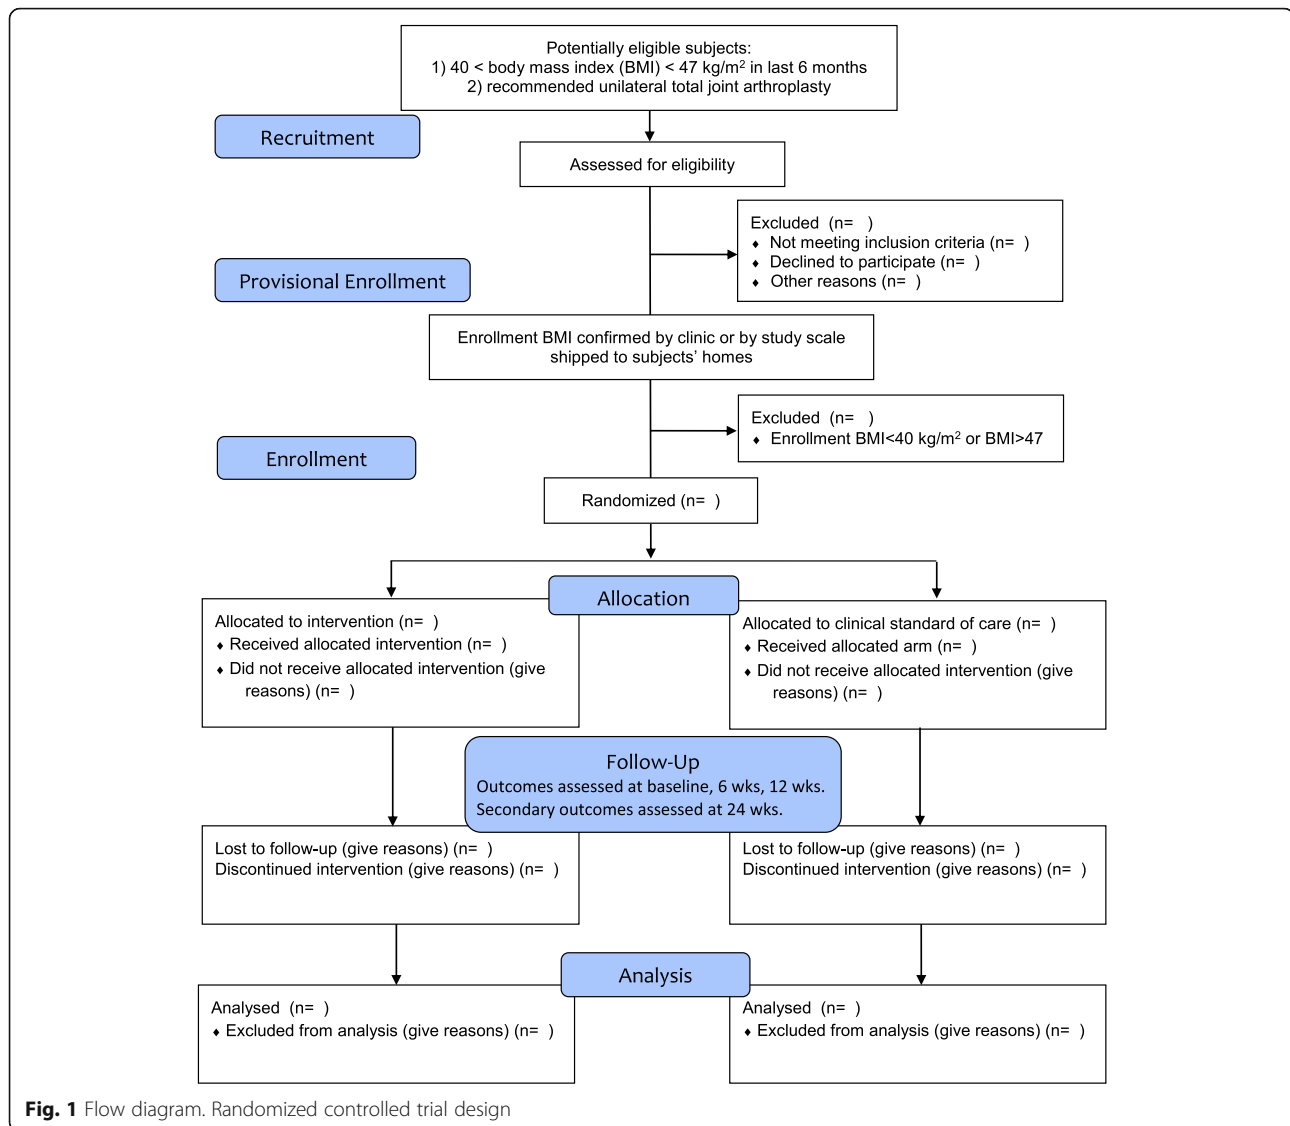 Potentially eligible subjects:
1) 40 < body mass index (BMI) < 47 kg/m² in last 6 months
2) recommended unilateral total joint arthroplasty
Recruitment
Assessed for eligibility
Excluded (n= )
♦ Not meeting inclusion criteria (n= )
♦ Declined to participate (n= )
♦ Other reasons (n= )
Provisional Enrollment
Enrollment BMI confirmed by clinic or by study scale
shipped to subjects’ homes
Excluded (n= )
♦ Enrollment BMI<40 kg/m² or BMI>47
Enrollment
Randomized (n= )
Allocation
Allocated to intervention (n= )
♦ Received allocated intervention (n= )
♦ Did not receive allocated intervention (give
reasons) (n= )
Allocated to clinical standard of care (n= )
♦ Received allocated arm (n= )
♦ Did not receive allocated intervention (give
reasons) (n= )
Follow-Up
Outcomes assessed at baseline, 6 wks, 12 wks.
Secondary outcomes assessed at 24 wks.
Lost to follow-up (give reasons) (n= )
Discontinued intervention (give reasons) (n= )
Lost to follow-up (give reasons) (n= )
Discontinued intervention (give reasons) (n= )
Analysis
Analysed (n= )
♦ Excluded from analysis (give reasons) (n= )
Analysed (n= )
♦ Excluded from analysis (give reasons) (n= )
Fig. 1 Flow diagram. Randomized controlled trial design